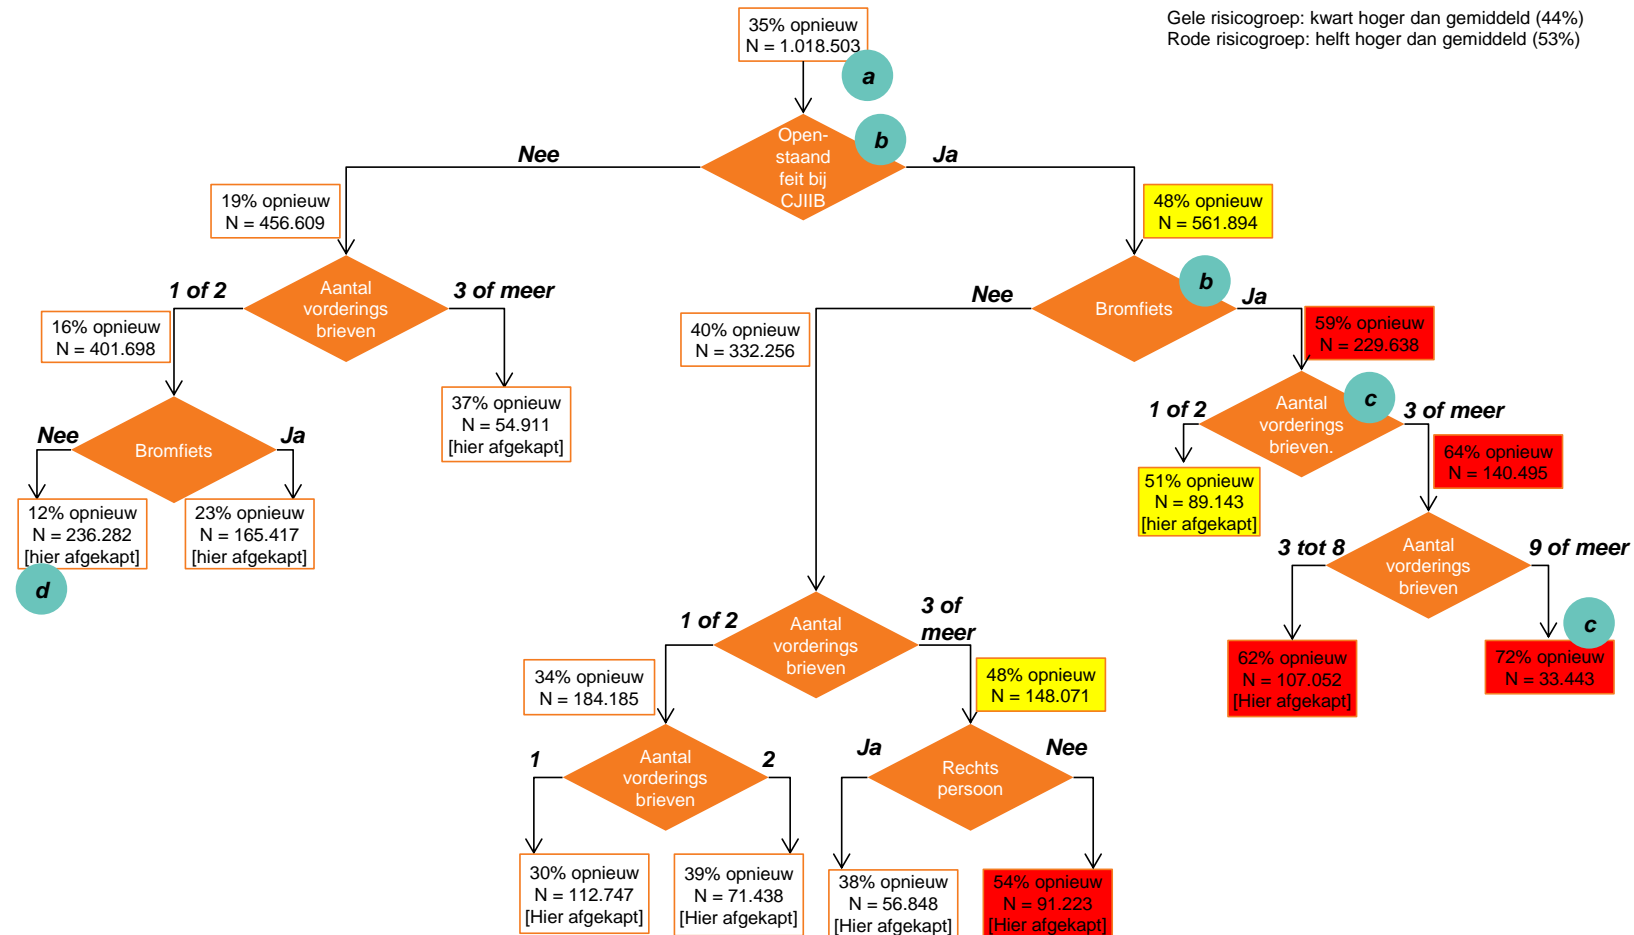 Gele risicogroep: kwart hoger dan gemiddeld (44%)
Rode risicogroep: helft hoger dan gemiddeld (53%)
35% opnieuw
N = 1.018.503
a
Open-
staand
feit bij
CJIIB
b
Nee
Ja
19% opnieuw
N = 456.609
48% opnieuw
N = 561.894
Aantal
vorderings
brieven
1 of 2
3 of meer
Bromfiets
b
Nee
Ja
16% opnieuw
N = 401.698
37% opnieuw
N = 54.911
[hier afgekapt]
40% opnieuw
N = 332.256
59% opnieuw
N = 229.638
Bromfiets
Nee
Ja
12% opnieuw
N = 236.282
[hier afgekapt]
d
23% opnieuw
N = 165.417
[hier afgekapt]
Aantal
vorderings
brieven.
c
1 of 2
3 of meer
51% opnieuw
N = 89.143
[hier afgekapt]
64% opnieuw
N = 140.495
Aantal
vorderings
brieven
3 tot 8
9 of meer
c
62% opnieuw
N = 107.052
[Hier afgekapt]
72% opnieuw
N = 33.443
Aantal
vorderings
brieven
1 of 2
3 of
meer
34% opnieuw
N = 184.185
48% opnieuw
N = 148.071
Aantal
vorderings
brieven
1
2
Rechts
persoon
Ja
Nee
30% opnieuw
N = 112.747
[Hier afgekapt]
39% opnieuw
N = 71.438
[Hier afgekapt]
38% opnieuw
N = 56.848
[Hier afgekapt]
54% opnieuw
N = 91.223
[Hier afgekapt]